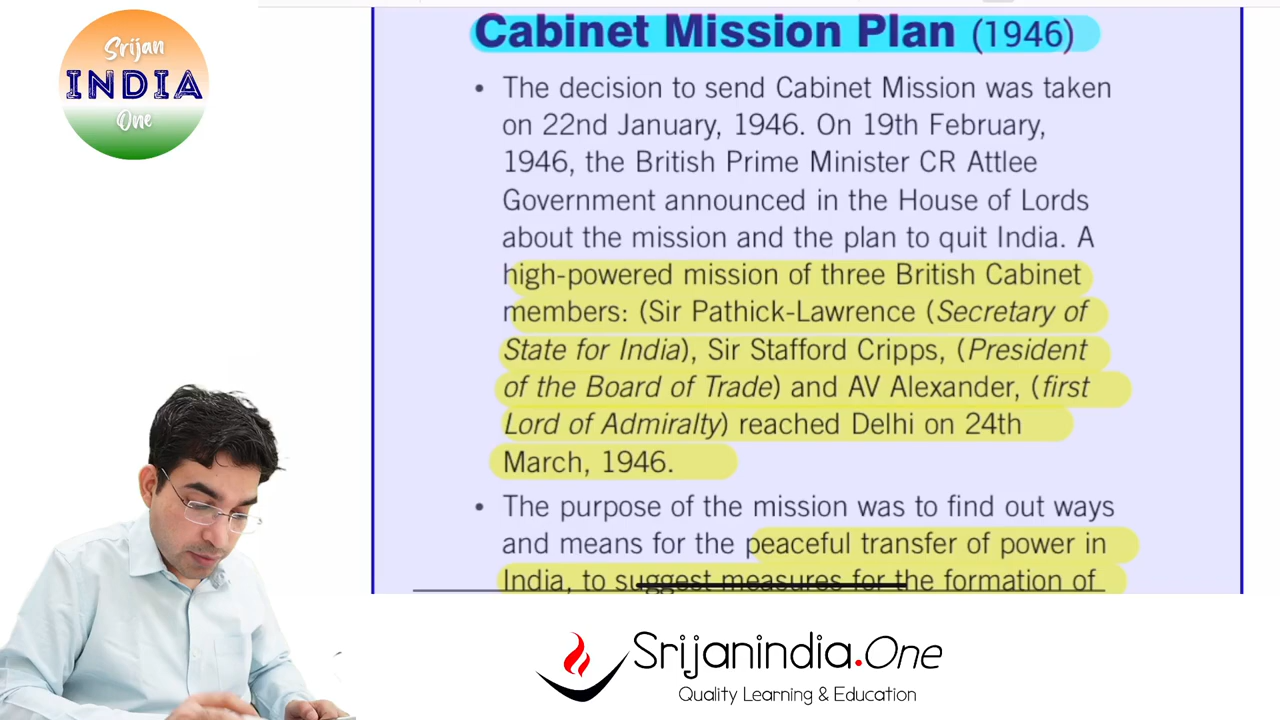 Srijan
INDIA
One
Cabinet Mission Plan (1946)
• The decision to send Cabinet Mission was taken
on 22nd January, 1946. On 19th February,
1946, the British Prime Minister CR Attlee
Government announced in the House of Lords
about the mission and the plan to quit India. A
high-powered mission of three British Cabinet
members: (Sir Pathick-Lawrence (Secretary of
State for India), Sir Stafford Cripps, (President
of the Board of Trade) and AV Alexander, (first
Lord of Admiralty) reached Delhi on 24th
March, 1946.
• The purpose of the mission was to find out ways
and means for the peaceful transfer of power in
India, to suggest measures for the formation of
Srijanindia.One
Quality Learning & Education